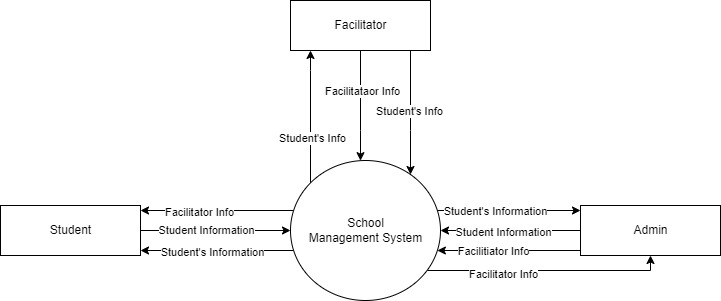 Facilitator
Facilitataor Info
Student's Info
Student's Info
Facilitator Info
Student Information
Student's Information
Student
School
Management System
Student's Information
Student Information
Facilitiator Info
Facilitator Info
Admin